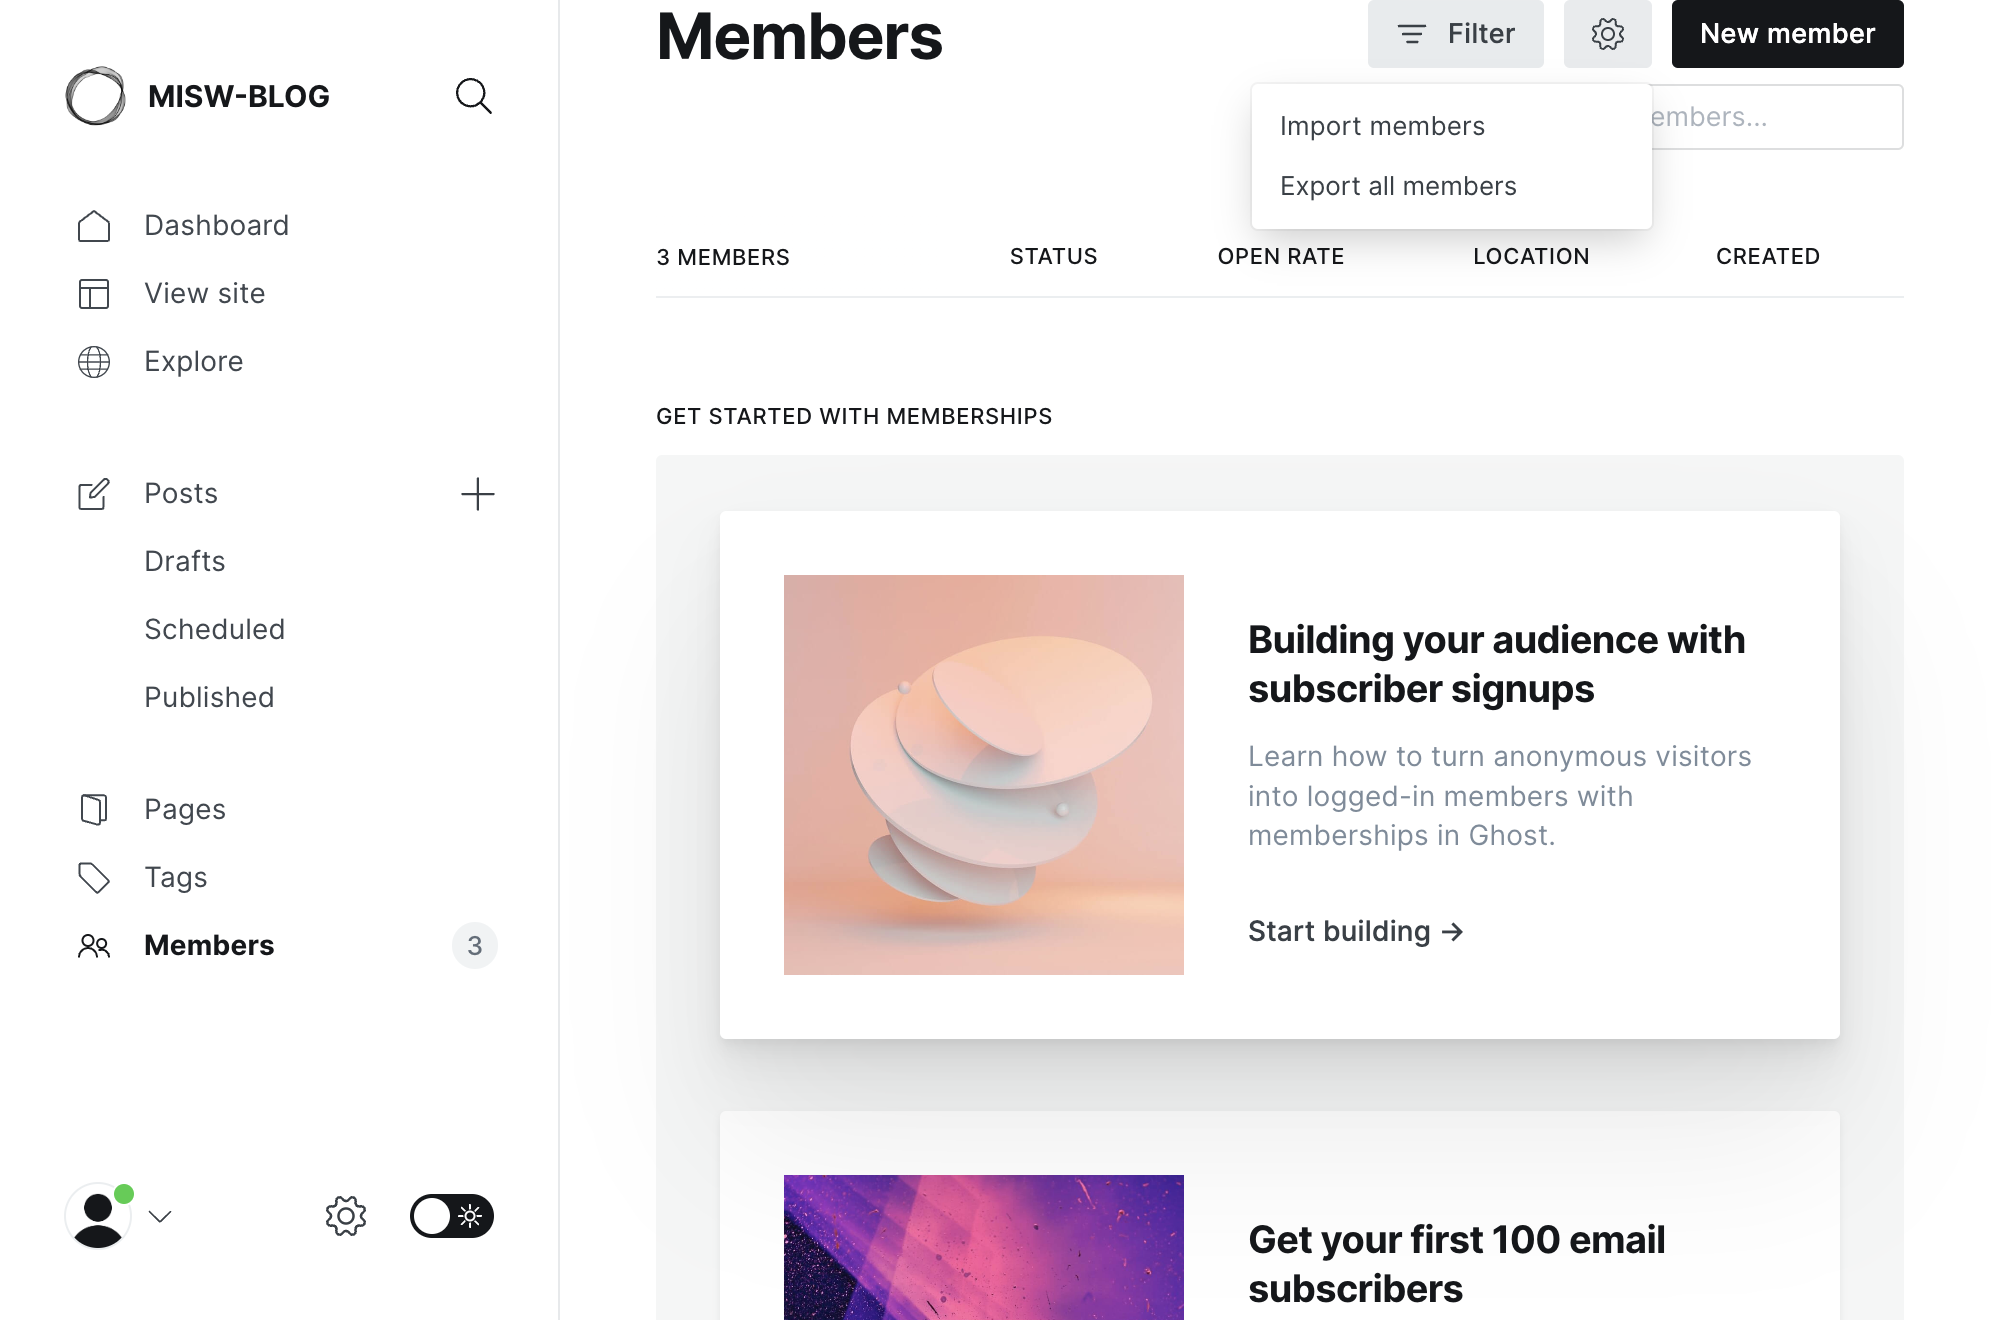 MISW-BLOG
Dashboard
View site
Explore
Posts
Drafts
Scheduled
Published
Pages
Tags
Members
3
Members
Filter
New member
Import members
Export all members
embers...
3 MEMBERS
STATUS
OPEN RATE
LOCATION
CREATED
GET STARTED WITH MEMBERSHIPS
Building your audience with
subscriber signups
Learn how to turn anonymous visitors
into logged-in members with
memberships in Ghost.
Start building →
Get your first 100 email
subscribers